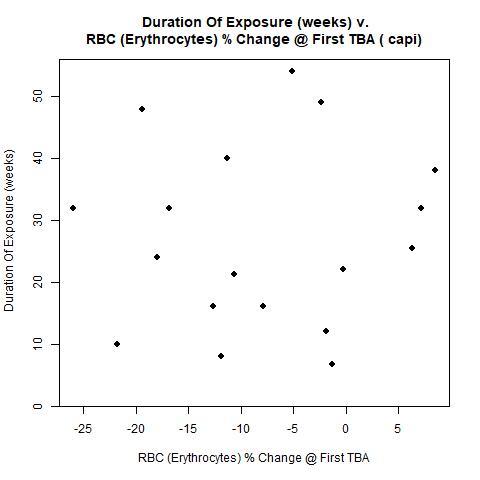 Duration Of Exposure (weeks) v.
RBC (Erythrocytes) % Change @ First TBA ( capi)
Duration Of Exposure (weeks)
50
40
30
20
10
0
-25 -20 -15 -10 -5 0 5
RBC (Erythrocytes) % Change @ First TBA